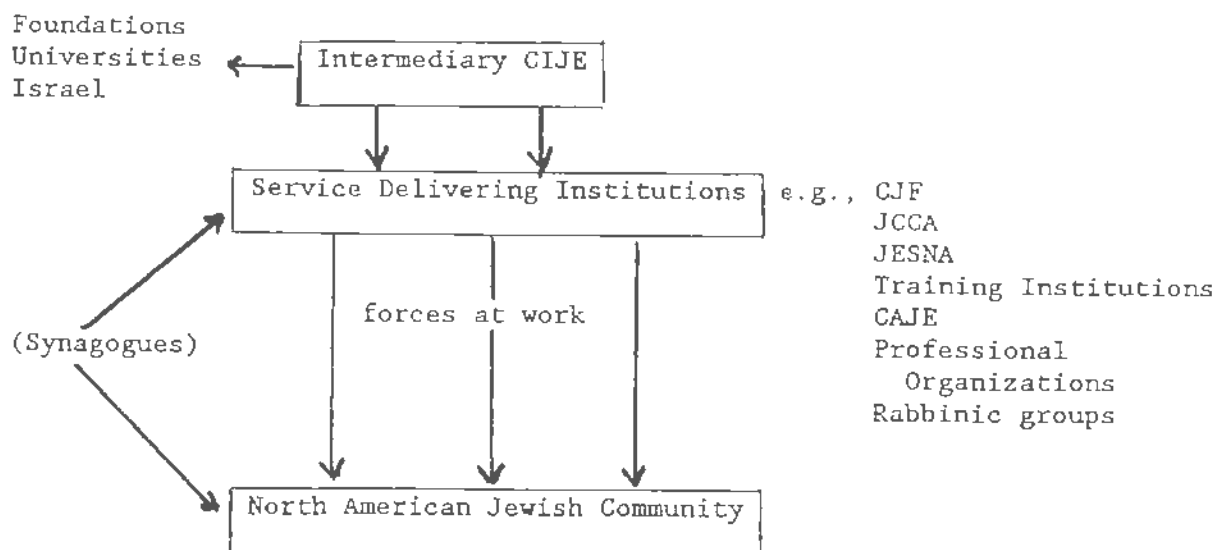 Foundations
Universities
Israel
Intermediary CIJE
Service Delivering Institutions
e.g., CJF
JCCA
JESNA
Training Institutions
CAJE
Professional
Organizations
Rabbinic groups
forces at work
(Synagogues)
North American Jewish Community